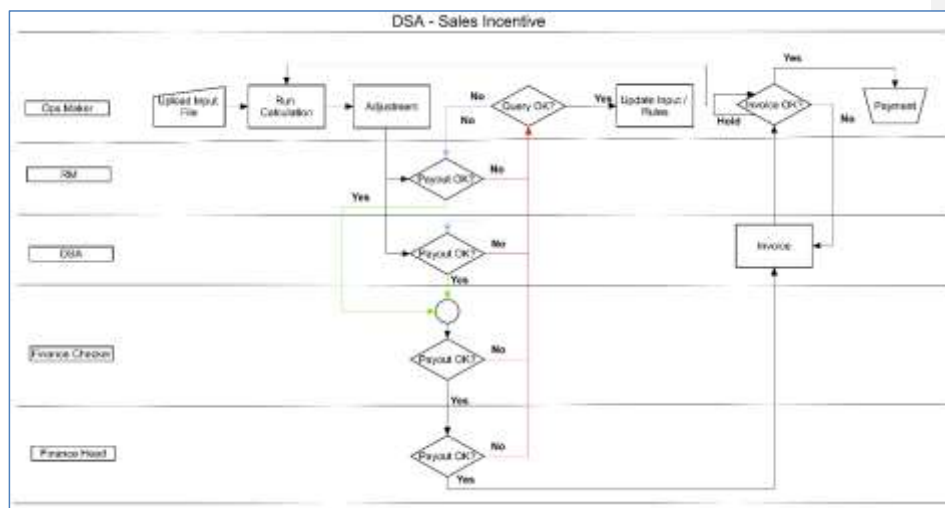 DSA - Sales Incentive
Ops Maker
Upload Input
File
Run
Calculation
Adjustment
No
Query OK?
Yes
Update Input /
Rules
Yes
Invoice OK?
Hold
No
Payment
No
RM
Payout OK?
No
Yes
DSA
Payout OK?
No
Yes
Invoice
Finance Checker
Payout OK?
No
Yes
Finance Head
Payout OK?
No
Yes